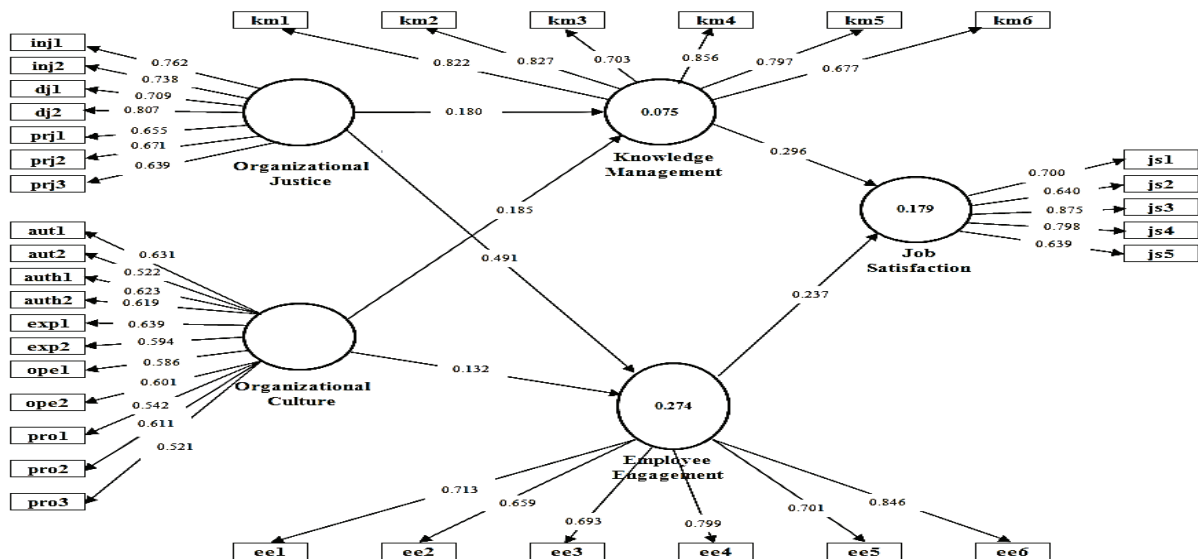 km1
km2
km3
km4
km5
km6
0.822
0.827
0.703
0.856
0.797
0.677
inj1
inj2
dj1
dj2
prj1
prj2
prj3
0.762
0.738
0.709
0.807
0.655
0.671
0.639
Organizational
Justice
0.180
0.075
Knowledge
Management
0.296
0.185
0.491
aut1
aut2
auth1
auth2
exp1
exp2
ope1
ope2
pro1
pro2
pro3
0.631
0.522
0.623
0.619
0.639
0.594
0.586
0.601
0.542
0.611
0.521
Organizational
Culture
0.132
0.179
Job
Satisfaction
0.237
js1
js2
js3
js4
js5
0.700
0.640
0.875
0.798
0.639
0.274
Employee
Engagement
0.713
0.659
0.693
0.799
0.701
0.846
ee1
ee2
ee3
ee4
ee5
ee6